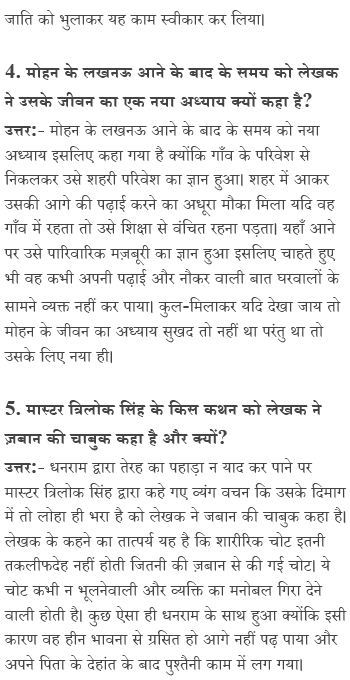 जाति को भुलाकर यह काम स्वीकार कर लिया।
4. मोहन के लखनऊ आने के बाद के समय को लेखक
ने उसके जीवन का एक नया अध्याय क्यों कहा है?
उत्तर:- मोहन के लखनऊ आने के बाद के समय को नया
अध्याय इसलिए कहा गया है क्योंकि गाँव के परिवेश से
निकलकर उसे शहरी परिवेश का ज्ञान हुआ। शहर में आकर
उसकी आगे की पढ़ाई करने का अधूरा मौका मिला यदि वह
गाँव में रहता तो उसे शिक्षा से वंचित रहना पड़ता। यहाँ आने
पर उसे पारिवारिक मज़बूरी का ज्ञान हुआ इसलिए चाहते हुए
भी वह कभी अपनी पढ़ाई और नौकर वाली बात घरवालों के
सामने व्यक्त नहीं कर पाया। कुल-मिलाकर यदि देखा जाय तो
मोहन के जीवन का अध्याय सुखद तो नहीं था परंतु था तो
उसके लिए नया ही।
5. मास्टर त्रिलोक सिंह के किस कथन को लेखक ने
ज़बान की चाबुक कहा है और क्यों?
उत्तर:- धनराम द्वारा तेरह का पहाड़ा न याद कर पाने पर
मास्टर त्रिलोक सिंह द्वारा कहे गए व्यंग वचन कि उसके दिमाग
में तो लोहा ही भरा है को लेखक ने जबान की चाबुक कहा है।
लेखक के कहने का तात्पर्य यह है कि शारीरिक चोट इतनी
तकलीफदेह नहीं होती जितनी की ज़बान से की गई चोट। ये
चोट कभी न भूलनेवाली और व्यक्ति का मनोबल गिरा देने
वाली होती है। कुछ ऐसा ही धनराम के साथ हुआ क्योंकि इसी
कारण वह हीन भावना से ग्रसित हो आगे नहीं पढ़ पाया और
अपने पिता के देहांत के बाद पुश्तैनी काम में लग गया।